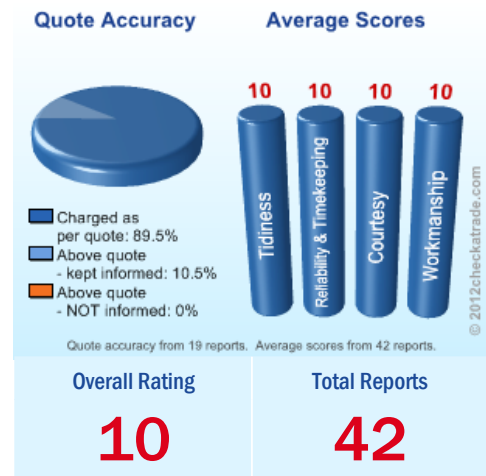 Quote Accuracy
Average Scores
10 10 10 10
Tidiness
Reliability & Timekeeping
Courtesy
Workmanship
Charged as
per quote: 89.5%
Above quote
- kept informed: 10.5%
Above quote
- NOT informed: 0%
© 2012checkatrade.com
Quote accuracy from 19 reports. Average scores from 42 reports.
Overall Rating
10
Total Reports
42